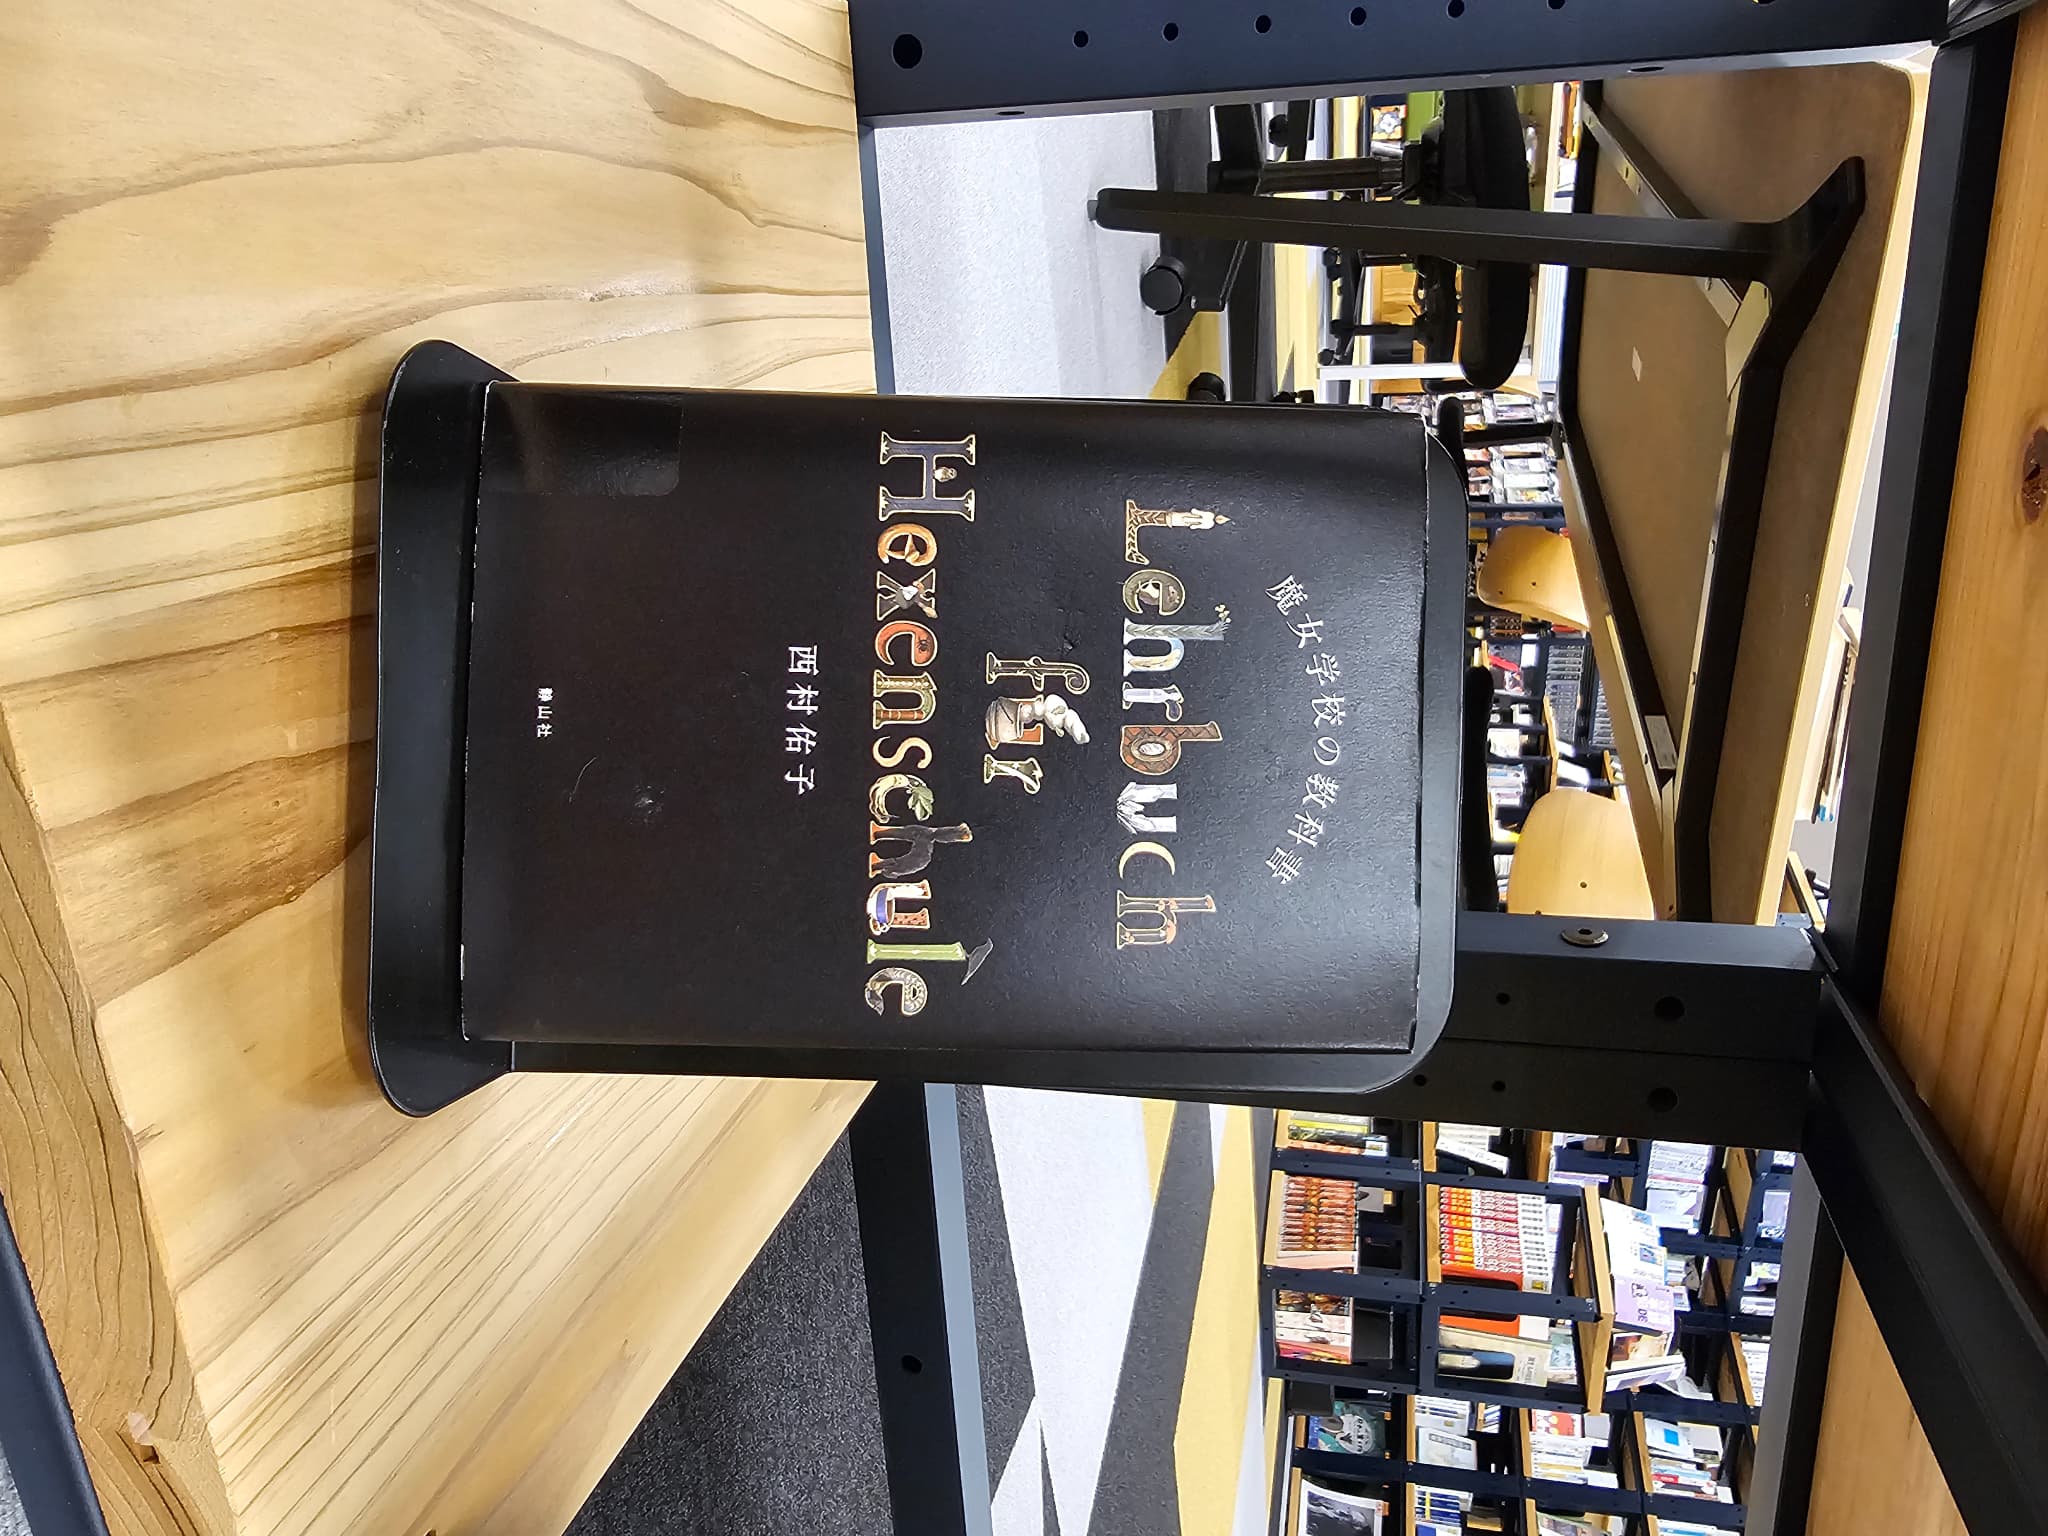 魔女学校の教科書
Lehrbuch
für
Hexenschule
西村佑子
静山社